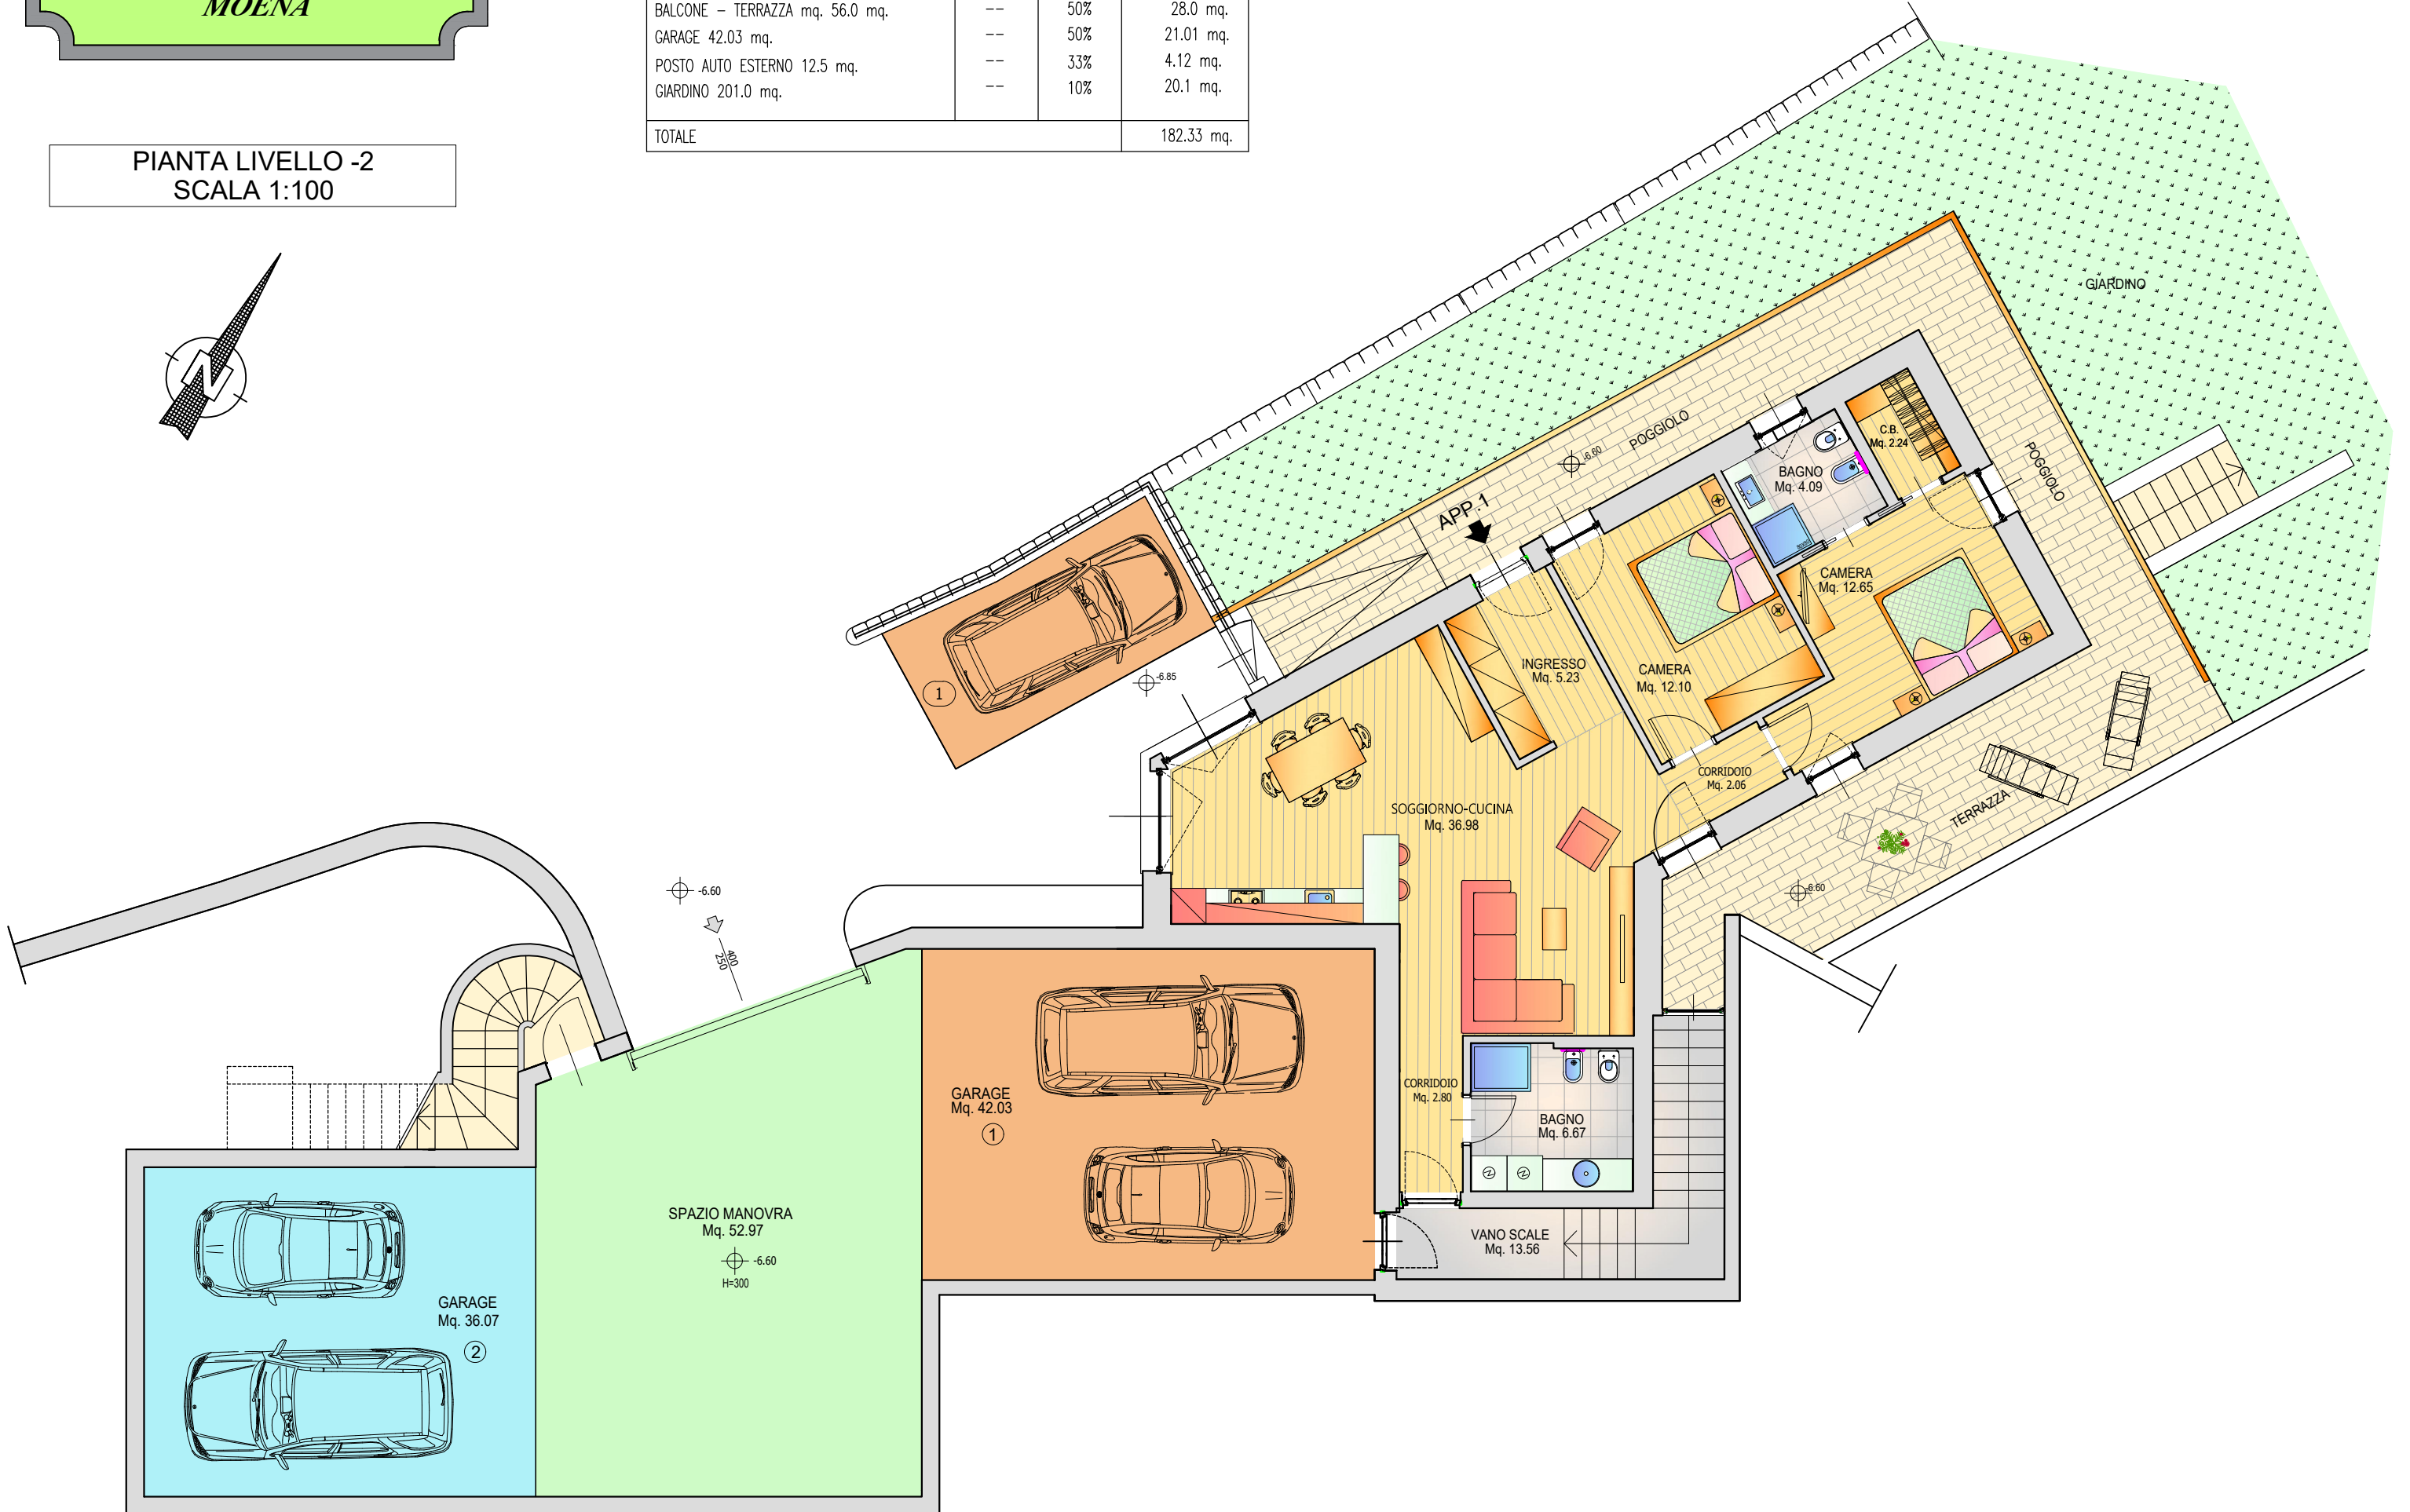 MOENA
BALCONE – TERRAZZA mq. 56.0 mq. -- 50% 28.0 mq.
GARAGE 42.03 mq. -- 50% 21.01 mq.
POSTO AUTO ESTERNO 12.5 mq. -- 33% 4.12 mq.
GIARDINO 201.0 mq. -- 10% 20.1 mq.
TOTALE 182.33 mq.
PIANTA LIVELLO -2
SCALA 1:100
N
GIARDINO
POGGIOLO
-6.60
POGGIOLO
C.B.
Mq. 2.24
BAGNO
Mq. 4.09
APP.1
CAMERA
Mq. 12.65
INGRESSO
Mq. 5.23
CAMERA
Mq. 12.10
1
-6.85
CORRIDOIO
Mq. 2.06
SOGGIORNO-CUCINA
Mq. 36.98
TERRAZZA
-6.60
-6.60
400
250
GARAGE
Mq. 42.03
1
CORRIDOIO
Mq. 2.80
BAGNO
Mq. 6.67
SPAZIO MANOVRA
Mq. 52.97
-6.60
H=300
VANO SCALE
Mq. 13.56
GARAGE
Mq. 36.07
2